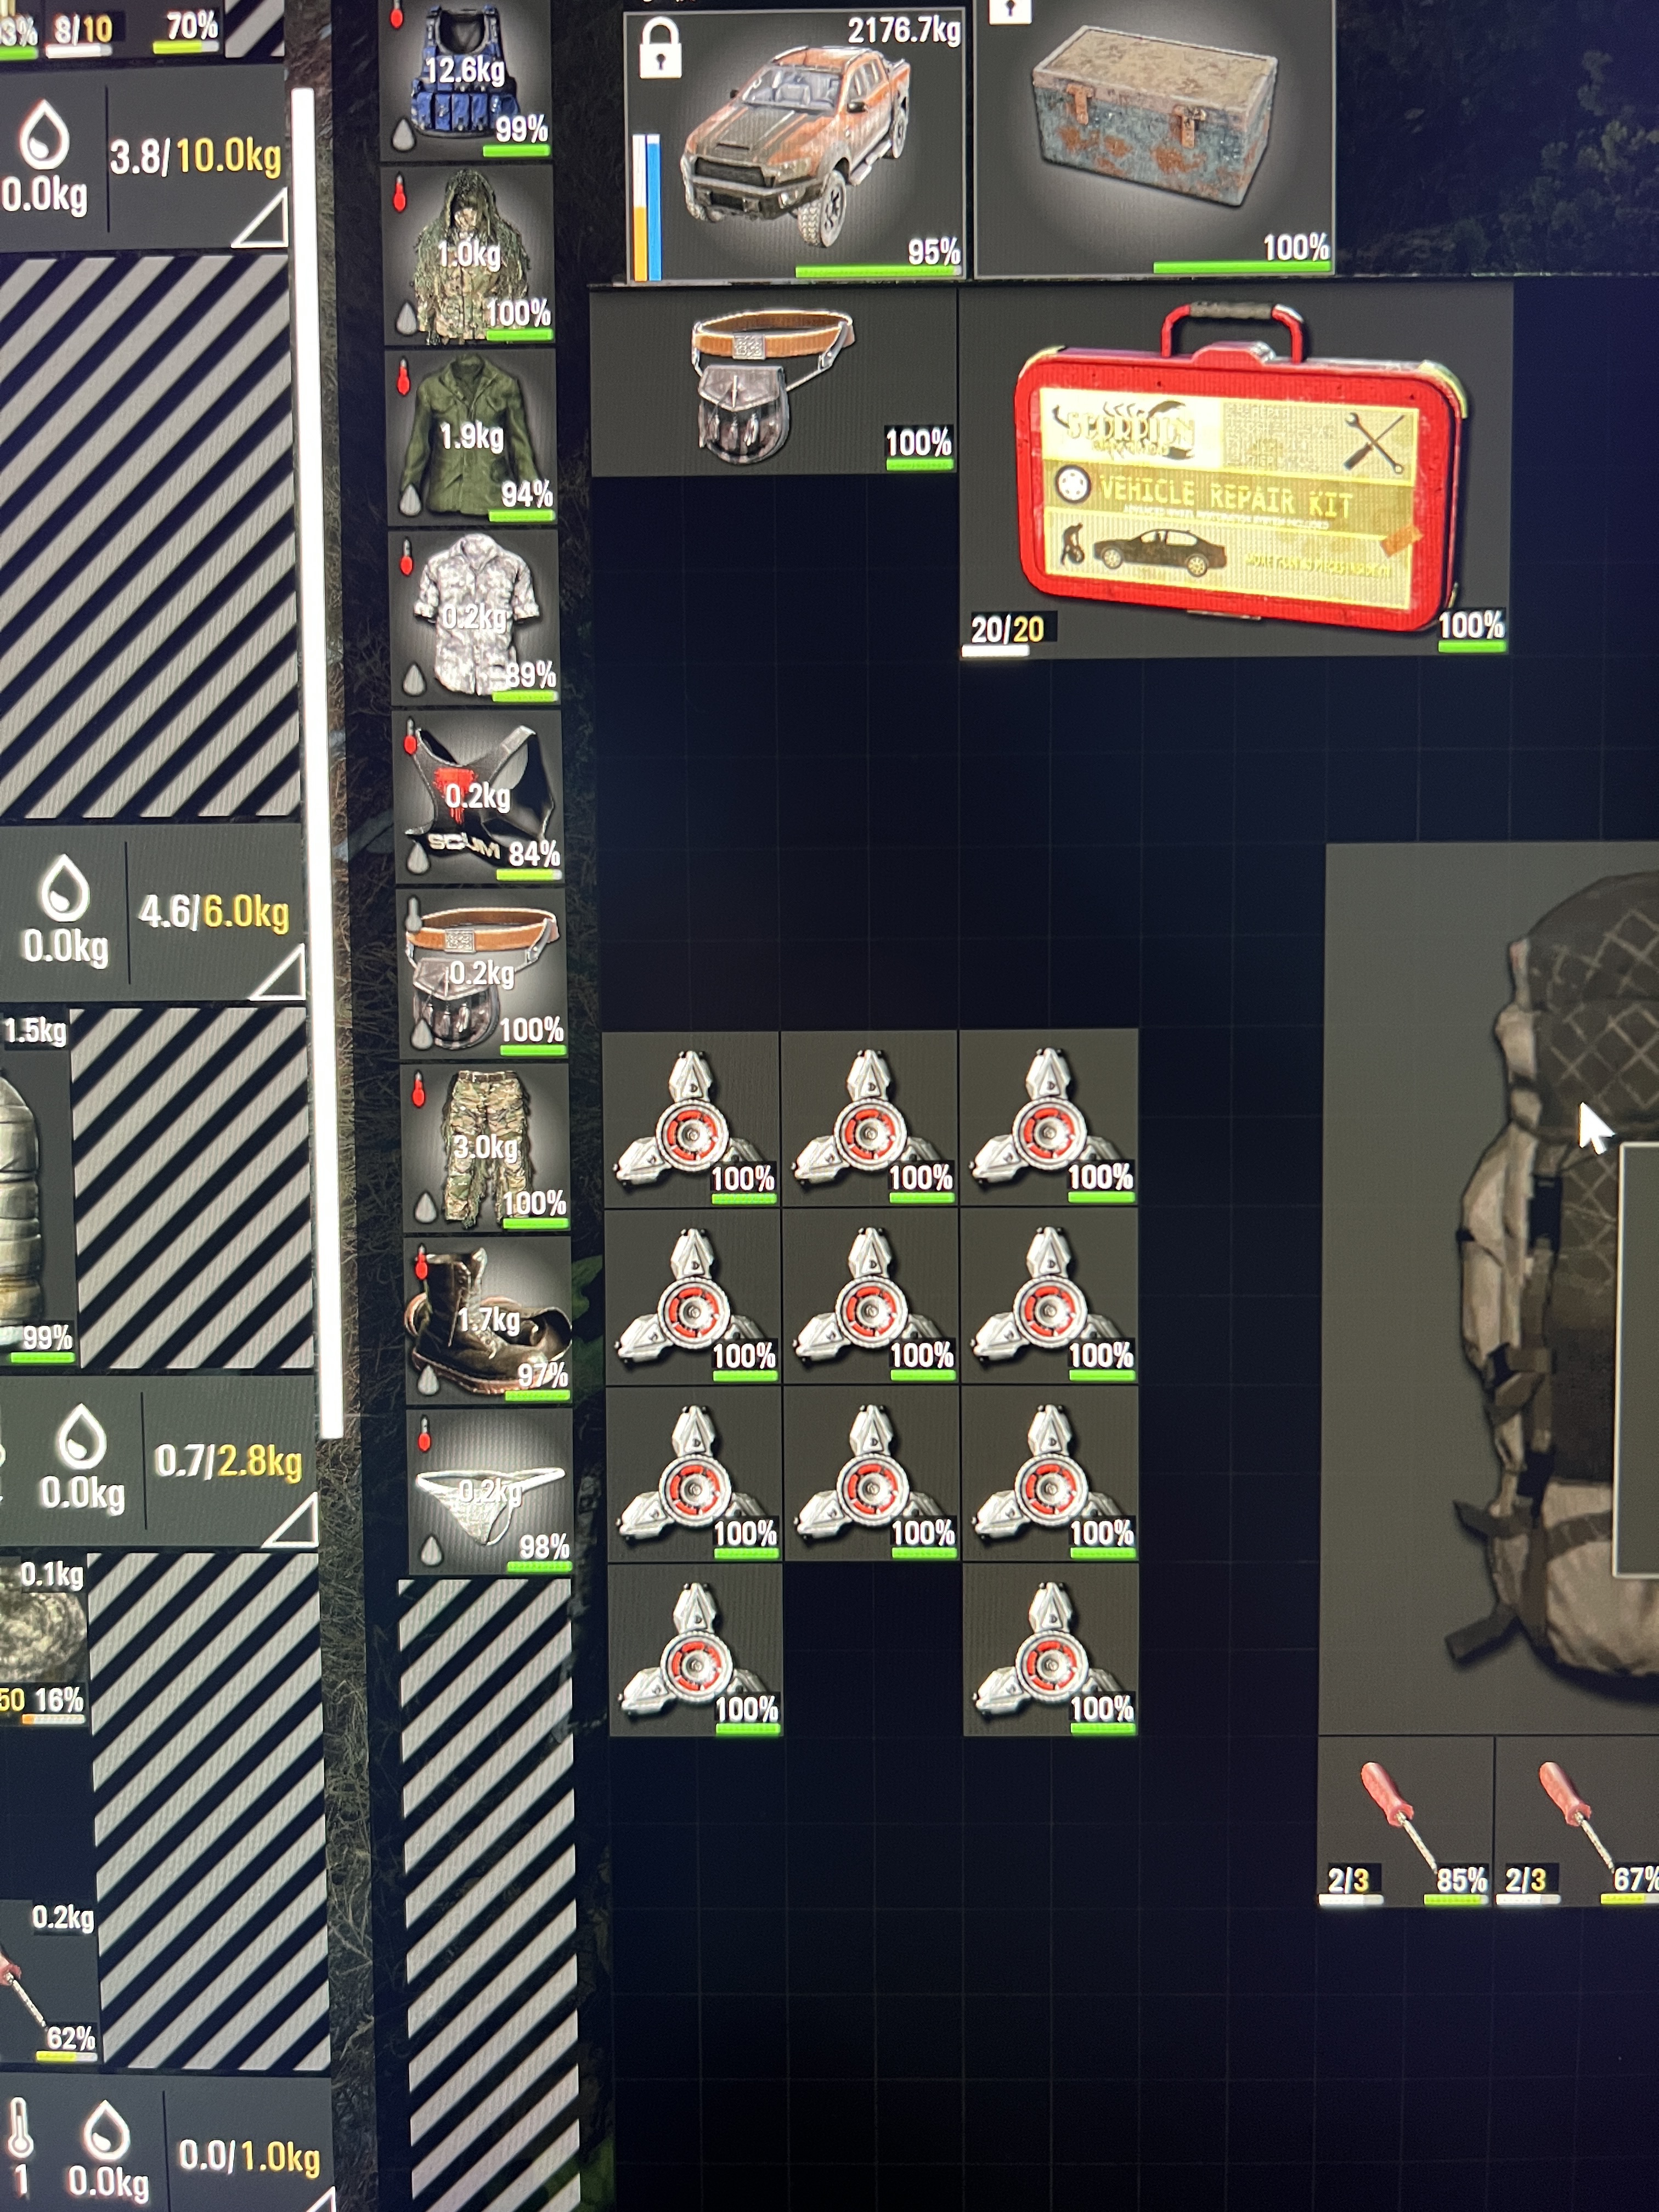 8/10
70%
3.8/10.0kg
0.0kg
4.6/6.0kg
0.0kg
1.5kg
99%
0.7/2.8kg
0.0kg
0.1kg
50 16%
0.2kg
62%
0.0/1.0kg
1
0.0kg
12.6kg
99%
1.0kg
100%
1.9kg
94%
0.2kg
89%
0.2kg
SCUM
84%
0.2kg
100%
3.0kg
100%
1.7kg
97%
0.2kg
98%
2176.7kg
95%
100%
100%
SCORPION
VEHICLE REPAIR KIT
20/20
100%
100%
100%
100%
100%
100%
100%
100%
100%
100%
100%
100%
2/3
85%
2/3
67%